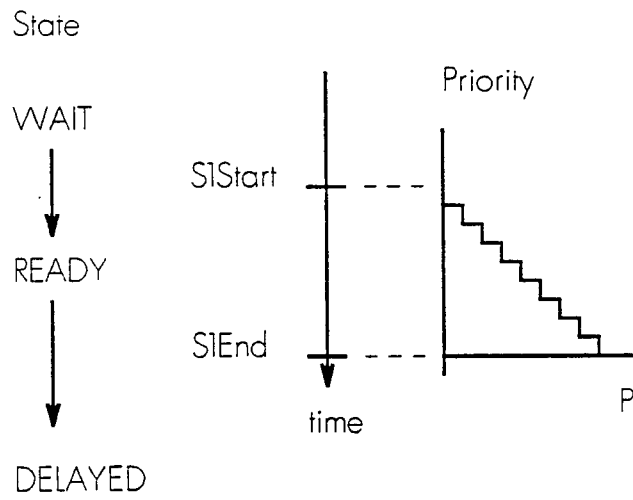 State
Priority
WAIT
S1Start
READY
S1End
P
time
DELAYED